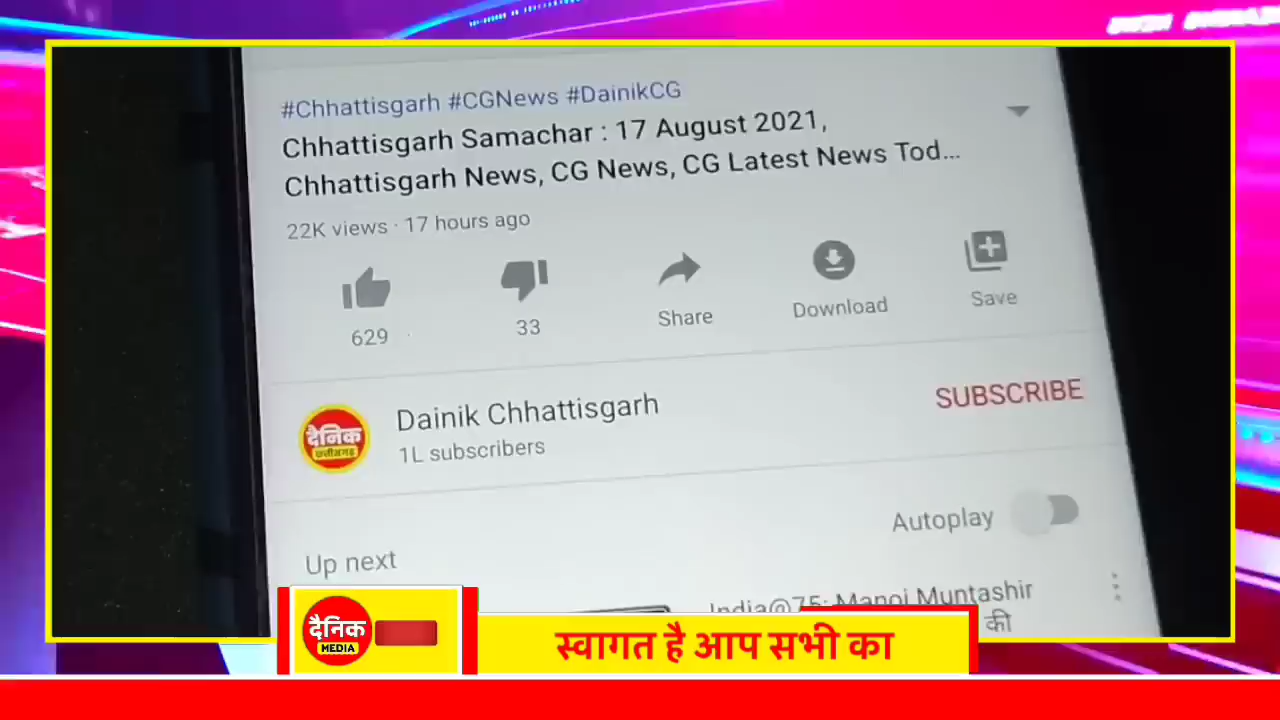 #Chhattisgarh #CGNews #DainikCG
Chhattisgarh Samachar : 17 August 2021,
Chhattisgarh News, CG News, CG Latest News Tod...
22K views · 17 hours ago
629
33
Share
Download
Save
दैनिक
छत्तीसगढ़
Dainik Chhattisgarh
1L subscribers
SUBSCRIBE
Autoplay
Up next
India@75: Manoj Muntashir
की
दैनिक
MEDIA
स्वागत है आप सभी का